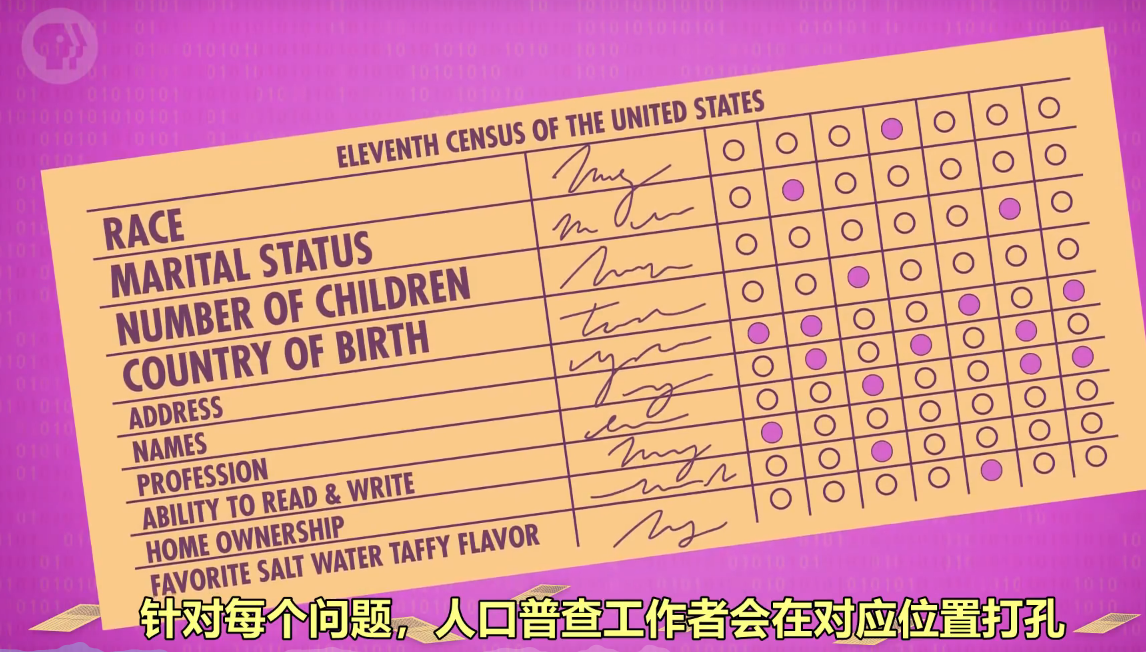 ELEVENTH CENSUS OF THE UNITED STATES
RACE
MARITAL STATUS
NUMBER OF CHILDREN
COUNTRY OF BIRTH
ADDRESS
NAMES
PROFESSION
ABILITY TO READ & WRITE
HOME OWNERSHIP
FAVORITE SALT WATER TAFFY FLAVOR
针对每个问题，人口普查工作者会在对应位置打孔